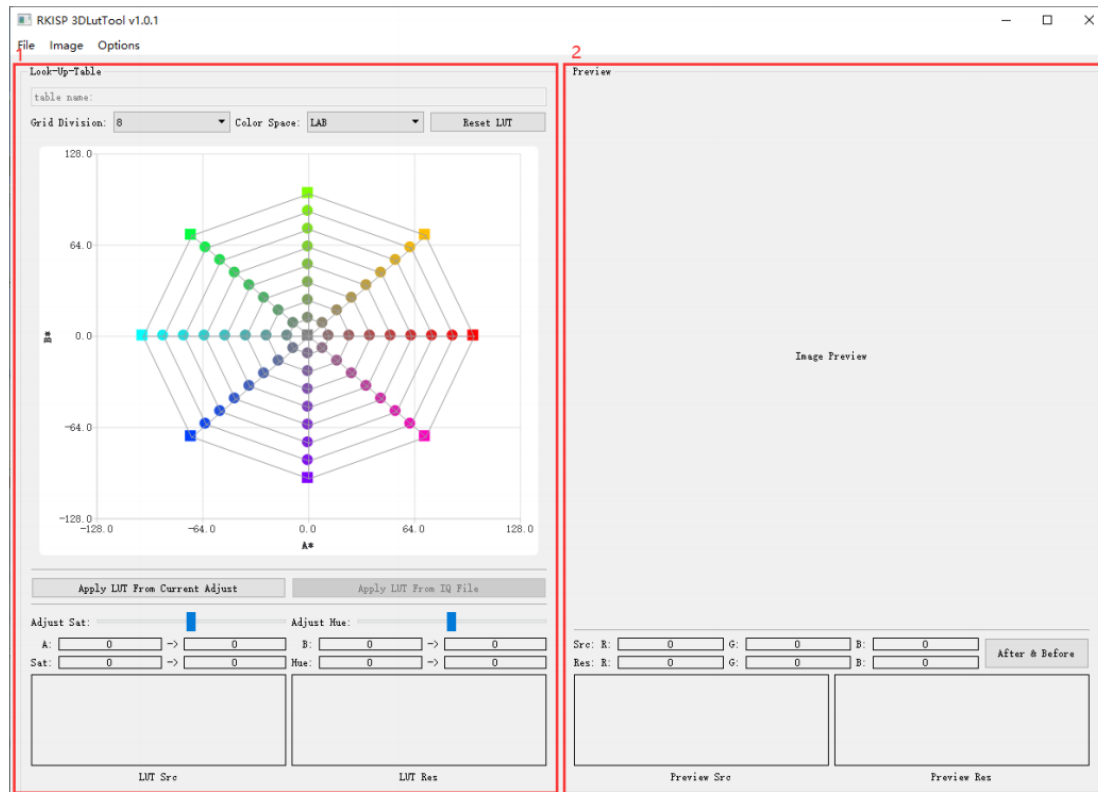 RKISP 3DLutTool v1.0.1
File Image Options
1
2
Look-Up-Table
table name:
Grid Division: 8 Color Space: LAB Reset LUT
128.0
64.0
0.0
B*
-64.0
-128.0
-128.0 -64.0 0.0 64.0 128.0
A*
Apply LUT From Current Adjust Apply LUT From IQ File
Adjust Sat: Adjust Hue:
A: 0 -> 0 B: 0 -> 0
Sat: 0 -> 0 Hue: 0 -> 0
LUT Src LUT Res
Preview
Image Preview
Src: R: 0 G: 0 B: 0
Res: R: 0 G: 0 B: 0
After & Before
Preview Src Preview Res